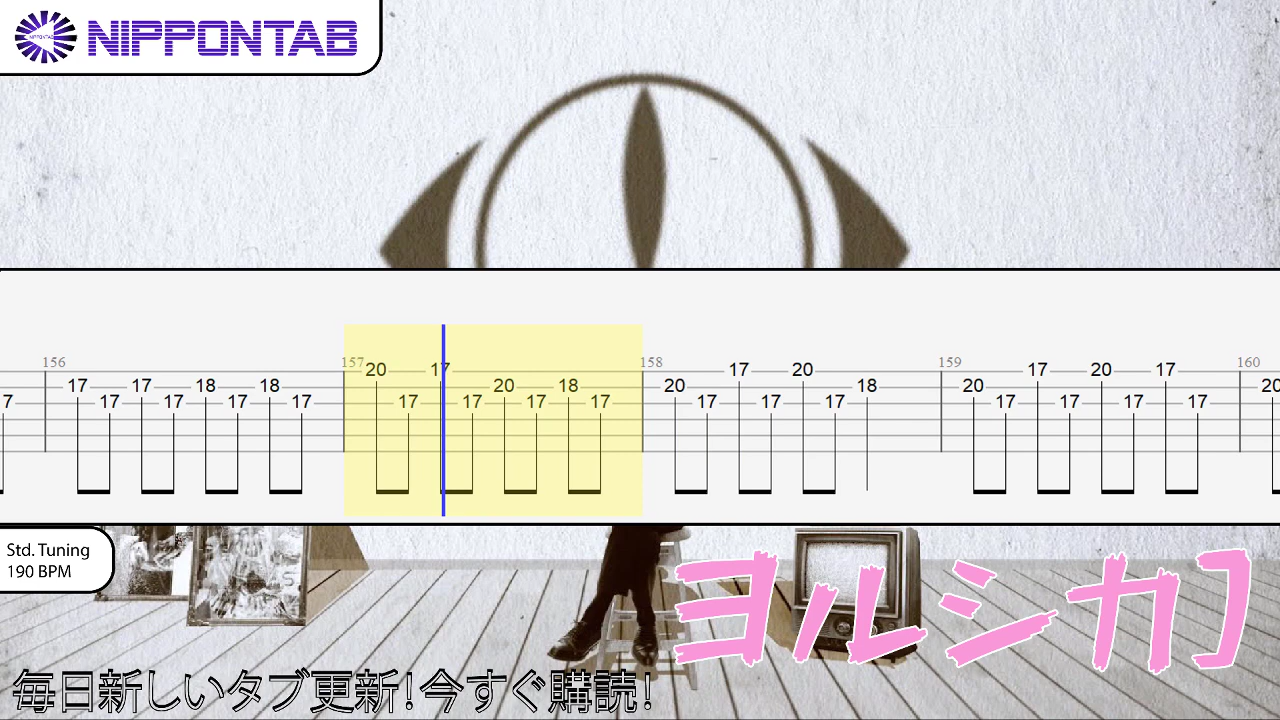 NIPPONTAB
156 157 158 159 160
20 17 17 20 17 20 17
17 17 18 18 20 18 20 18 20 20
7 17 17 17 17 17 17 17 17 17 17 17 17 17 17 17
Std. Tuning
190 BPM
ヨルシカ]
毎日新しいタブ更新!今すぐ購読!